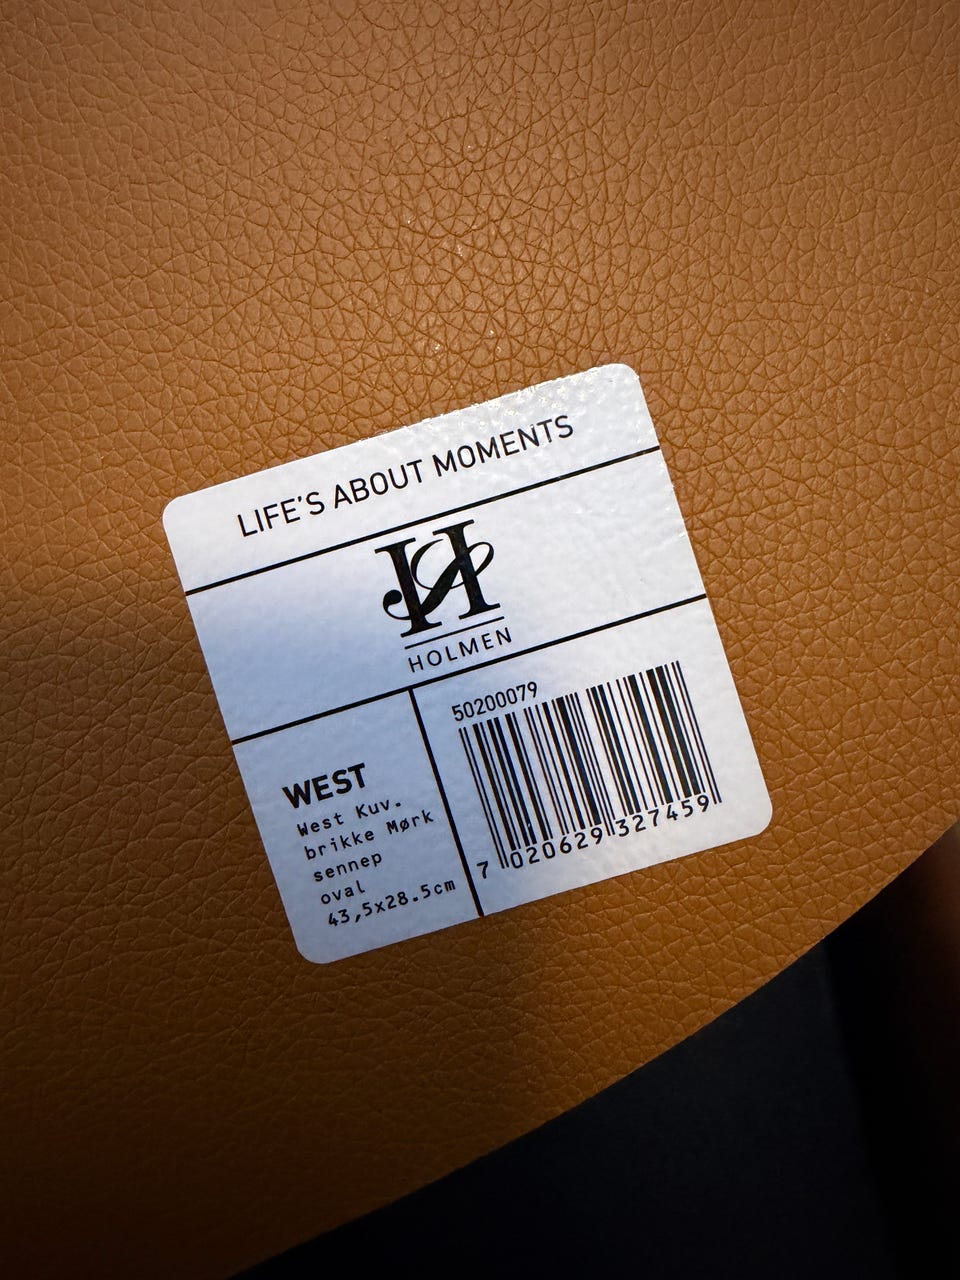 LIFE'S ABOUT MOMENTS
H
HOLMEN
WEST
West Kuv.
brikke Mørk
sennep
oval
43,5x28.5cm
50200079
7 020629 327459